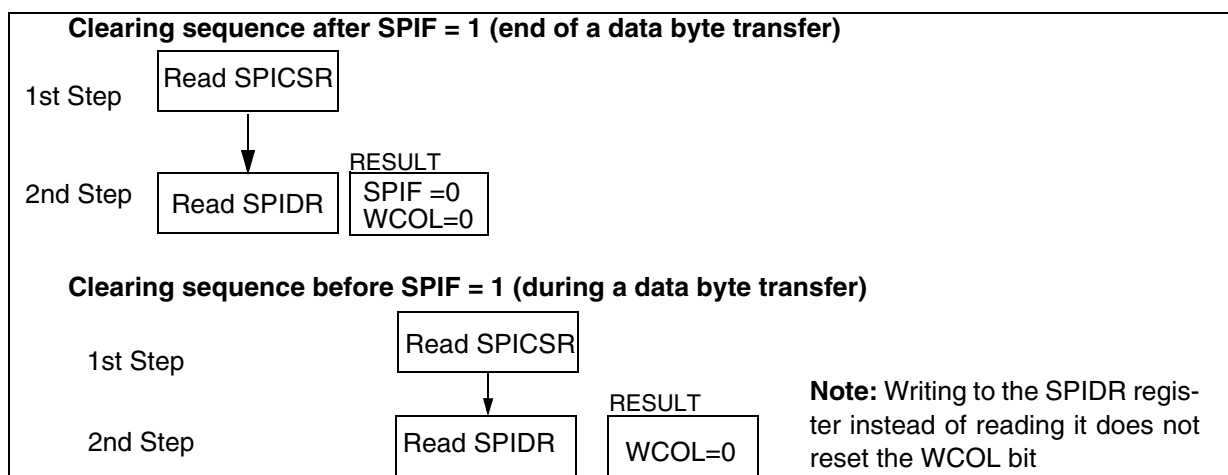 Clearing sequence after SPIF = 1 (end of a data byte transfer)
1st Step
Read SPICSR
2nd Step
Read SPIDR
RESULT
SPIF =0
WCOL=0
Clearing sequence before SPIF = 1 (during a data byte transfer)
1st Step
Read SPICSR
2nd Step
Read SPIDR
RESULT
WCOL=0
Note: Writing to the SPIDR regis-
ter instead of reading it does not
reset the WCOL bit